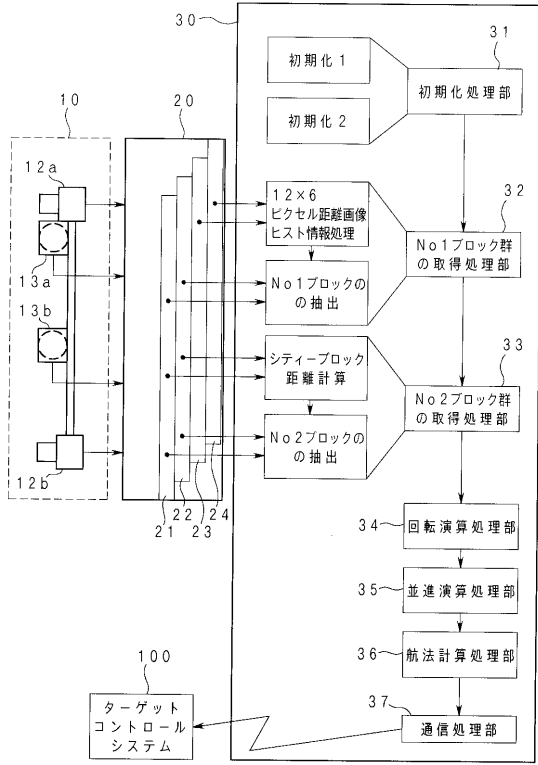 30
初期化1
31
初期化処理部
初期化2
10
20
12a
13a
13b
12b
12×6
ピクセル距離画像
ヒスト情報処理
32
No1ブロック群
の取得処理部
No1ブロックの
の抽出
シティーブロック
距離計算
33
No2ブロック群
の取得処理部
No2ブロックの
の抽出
21
22
23
24
34
回転演算処理部
35
並進演算処理部
36
航法計算処理部
37
通信処理部
100
ターゲット
コントロール
システム